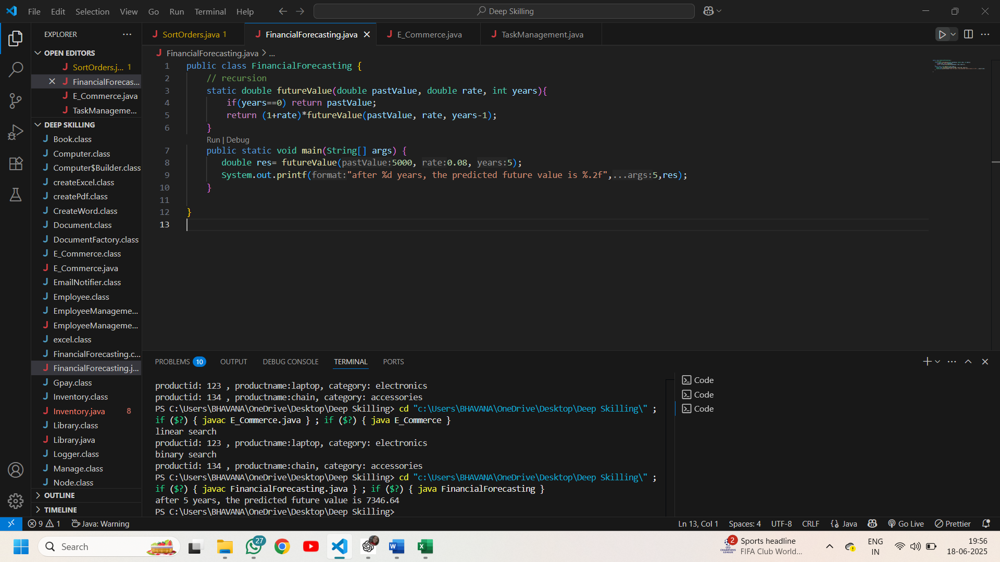 File Edit Selection View Go Run Terminal Help
Deep Skilling
EXPLORER
OPEN EDITORS
SortOrders.j... 1
FinancialForecas...
E_Commerce.java
TaskManageme...
DEEP SKILLING
Book.class
Computer.class
Computer$Builder.class
createExcel.class
createPdf.class
CreateWord.class
Document.class
DocumentFactory.class
E_Commerce.class
E_Commerce.java
EmailNotifier.class
Employee.class
EmployeeManageme...
EmployeeManageme...
excel.class
FinancialForecasting.c...
FinancialForecasting.j...
Gpay.class
Inventory.class
Inventory.java 8
Library.class
Library.java
Logger.class
Manage.class
Node.class
OUTLINE
TIMELINE
SortOrders.java 1
FinancialForecasting.java
E_Commerce.java
TaskManagement.java
FinancialForecasting.java > ...
1 public class FinancialForecasting {
2 // recursion
3 static double futureValue(double pastValue, double rate, int years){
4 if(years==0) return pastValue;
5 return (1+rate)*futureValue(pastValue, rate, years-1);
6 }
Run | Debug
7 public static void main(String[] args) {
8 double res= futureValue(pastValue:5000, rate:0.08, years:5);
9 System.out.printf(format:"after %d years, the predicted future value is %.2f",...args:5,res);
10 }
11
12 }
13
PROBLEMS 10 OUTPUT DEBUG CONSOLE TERMINAL PORTS
productid: 123 , productname:laptop, category: electronics
productid: 134 , productname:chain, category: accessories
PS C:\Users\BHAVANA\OneDrive\Desktop\Deep Skilling> cd "c:\Users\BHAVANA\OneDrive\Desktop\Deep Skilling\" ;
if ($?) { javac E_Commerce.java } ; if ($?) { java E_Commerce }
linear search
productid: 123 , productname:laptop, category: electronics
binary search
productid: 134 , productname:chain, category: accessories
PS C:\Users\BHAVANA\OneDrive\Desktop\Deep Skilling> cd "c:\Users\BHAVANA\OneDrive\Desktop\Deep Skilling\" ;
if ($?) { javac FinancialForecasting.java } ; if ($?) { java FinancialForecasting }
after 5 years, the predicted future value is 7346.64
PS C:\Users\BHAVANA\OneDrive\Desktop\Deep Skilling>
Code
Code
Code
9 1 Java: Warning
Ln 13, Col 1 Spaces: 4 UTF-8 CRLF {} Java Go Live Prettier
Search
27
2
Sports headline
FIFA Club World...
ENG
IN
19:56
18-06-2025